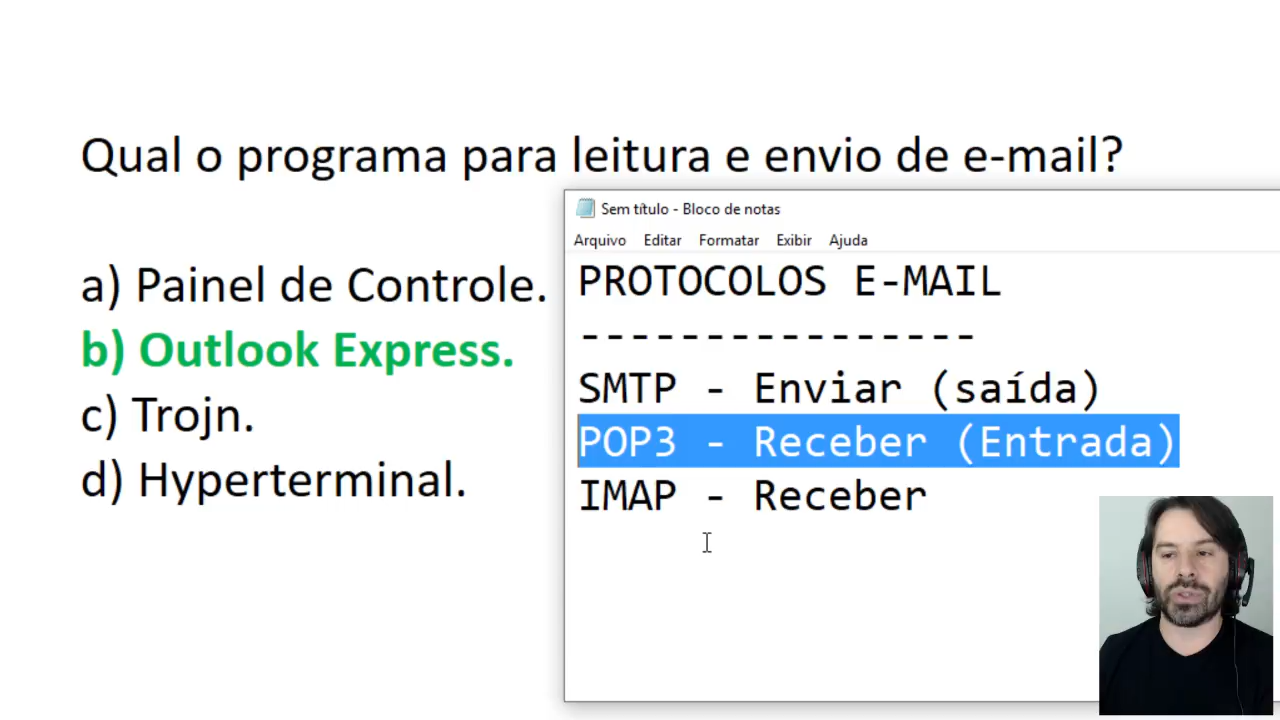 Qual o programa para leitura e envio de e-mail?
a) Painel de Controle.
b) Outlook Express.
c) Trojn.
d) Hyperterminal.
Sem título - Bloco de notas
Arquivo Editar Formatar Exibir Ajuda
PROTOCOLOS E-MAIL
----------------
SMTP - Enviar (saída)
POP3 - Receber (Entrada)
IMAP - Receber